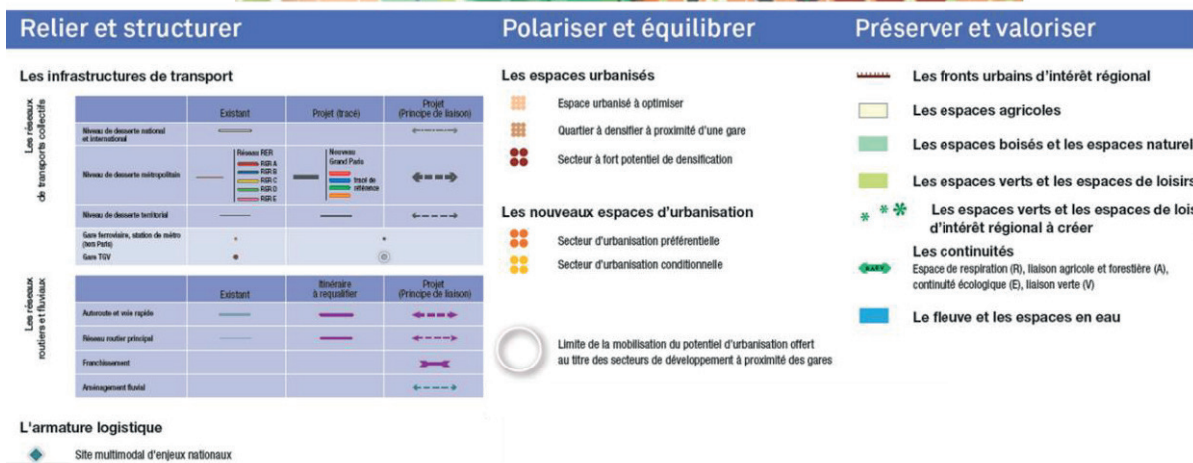 Relier et structurer
Les infrastructures de transport
Les réseaux
de transports collectifs
Existant
Projet (tracé)
Projet
(Principe de liaison)
Niveau de desserte national
et international
Niveau de desserte métropolitain
Réseau RER
RER A
RER B
RER C
RER D
RER E
Nouveau
Grand Paris
tracé de
référence
Niveau de desserte territorial
Gare ferroviaire, station de métro
(hors Paris)
Gare TGV
Les réseaux
routiers et fluviaux
Existant
Itinéraire
à requalifier
Projet
(Principe de liaison)
Autoroute et voie rapide
Réseau routier principal
Franchissement
Aménagement fluvial
L'armature logistique
Site multimodal d'enjeux nationaux
Polariser et équilibrer
Les espaces urbanisés
Espace urbanisé à optimiser
Quartier à densifier à proximité d'une gare
Secteur à fort potentiel de densification
Les nouveaux espaces d'urbanisation
Secteur d'urbanisation préférentielle
Secteur d'urbanisation conditionnelle
Limite de la mobilisation du potentiel d'urbanisation offert
au titre des secteurs de développement à proximité des gares
Préserver et valoriser
Les fronts urbains d'intérêt régional
Les espaces agricoles
Les espaces boisés et les espaces naturel
Les espaces verts et les espaces de loisirs
Les espaces verts et les espaces de lois
d'intérêt régional à créer
Les continuités
Espace de respiration (R), liaison agricole et forestière (A),
continuité écologique (E), liaison verte (V)
Le fleuve et les espaces en eau